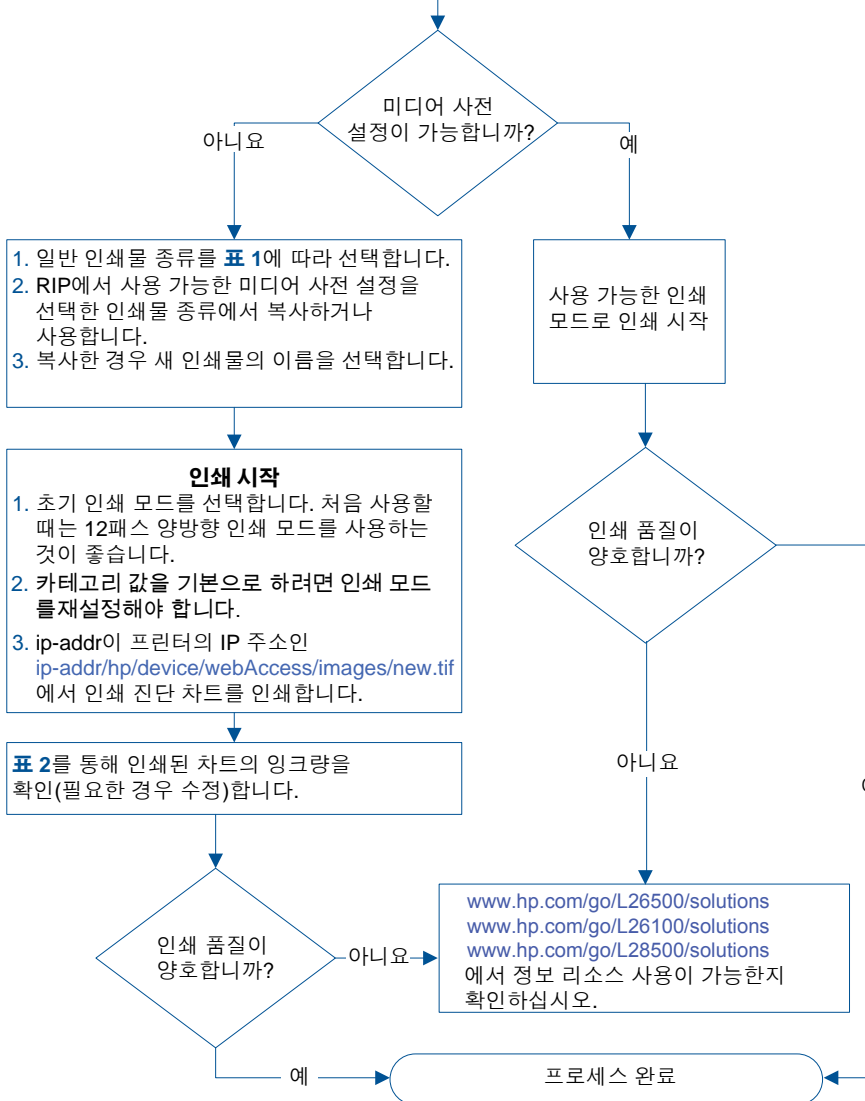 미디어 사전
설정이 가능합니까?
아니요
예
1. 일반 인쇄물 종류를 표 1에 따라 선택합니다.
2. RIP에서 사용 가능한 미디어 사전 설정을
선택한 인쇄물 종류에서 복사하거나
사용합니다.
3. 복사한 경우 새 인쇄물의 이름을 선택합니다.
사용 가능한 인쇄
모드로 인쇄 시작
인쇄 시작
1. 초기 인쇄 모드를 선택합니다. 처음 사용할
때는 12패스 양방향 인쇄 모드를 사용하는
것이 좋습니다.
2. 카테고리 값을 기본으로 하려면 인쇄 모드
를재설정해야 합니다.
3. ip-addr이 프린터의 IP 주소인
ip-addr/hp/device/webAccess/images/new.tif
에서 인쇄 진단 차트를 인쇄합니다.
인쇄 품질이
양호합니까?
아니요
표 2를 통해 인쇄된 차트의 잉크량을
확인(필요한 경우 수정)합니다.
인쇄 품질이
양호합니까?
아니요
www.hp.com/go/L26500/solutions
www.hp.com/go/L26100/solutions
www.hp.com/go/L28500/solutions
에서 정보 리소스 사용이 가능한지
확인하십시오.
예
프로세스 완료